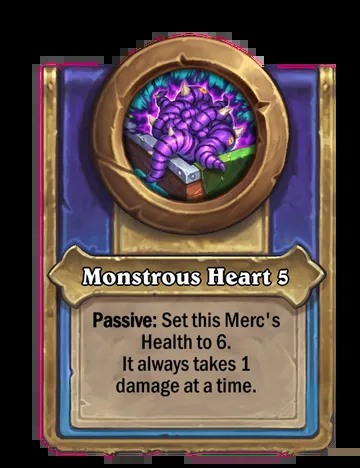 Monstrous Heart 5
Passive: Set this Merc's
Health to 6.
It always takes 1
damage at a time.